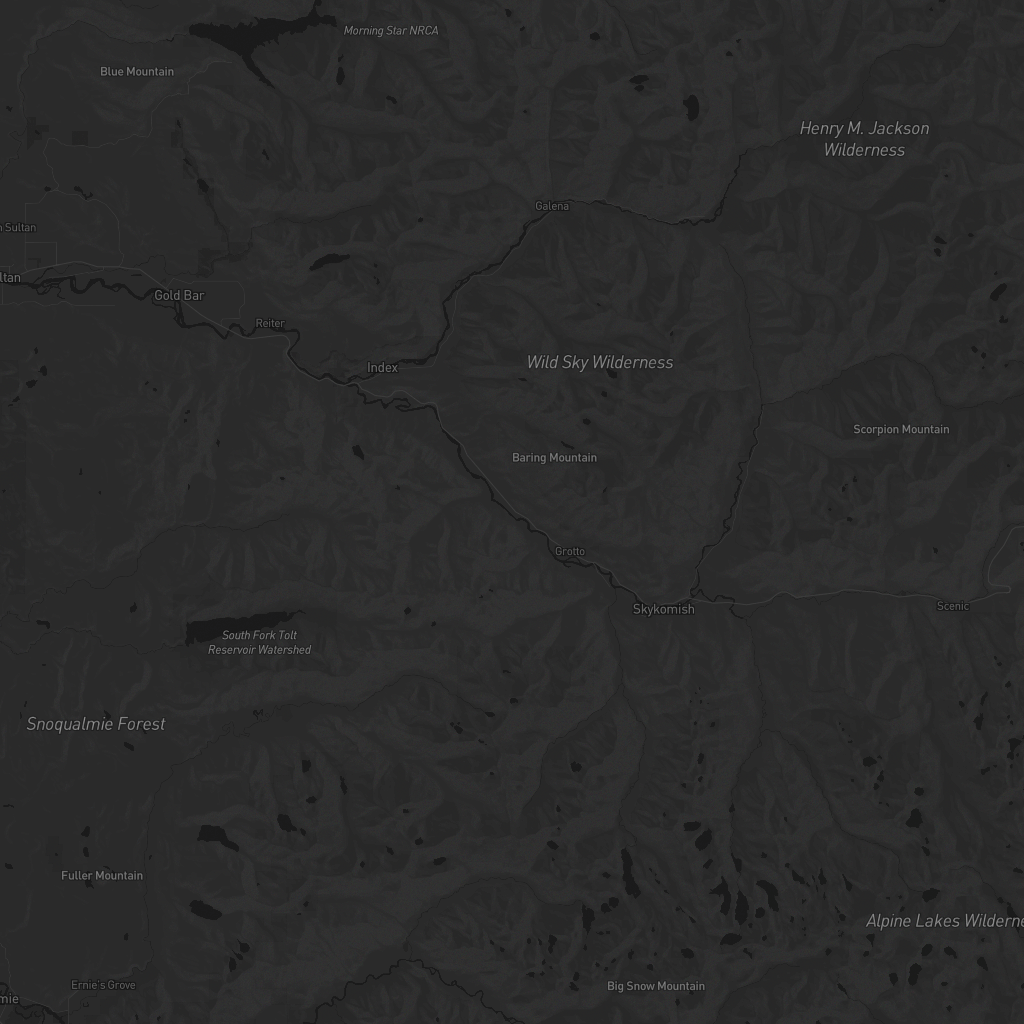 Morning Star NRCA
Blue Mountain
Henry M. Jackson
Wilderness
Galena
Sultan
ltan
Gold Bar
Reiter
Index
Wild Sky Wilderness
Scorpion Mountain
Baring Mountain
Grotto
Skykomish
Scenic
South Fork Tolt
Reservoir Watershed
Snoqualmie Forest
Fuller Mountain
Alpine Lakes Wilderne
Ernie's Grove
Big Snow Mountain
mie